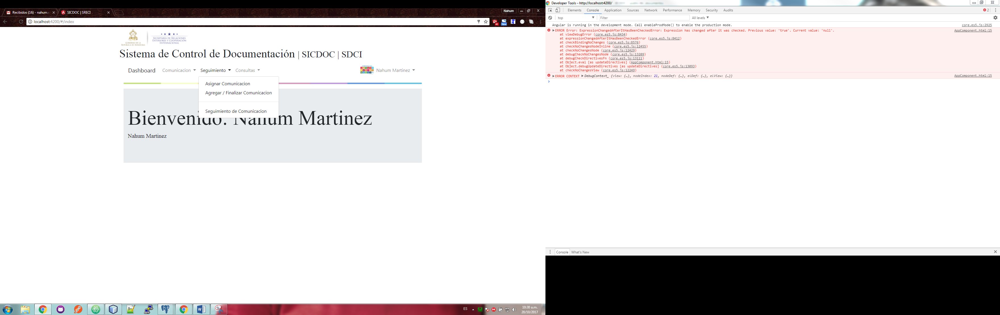 Recibidos (16) - nahum.
SICDOC | SRECI
Nahum
localhost:4200/#/index
40
New
GOBIERNO DE LA
REPÚBLICA DE HONDURAS
SECRETARÍA DE RELACIONES
EXTERIORES Y COOPERACIÓN
INTERNACIONAL
Sistema de Control de Documentación | SICDOC | SDCI
Dashboard Comunicacion Seguimiento Consultas Nahum Martinez
Asignar Comunicacion
Agregar / Finalizar Comunicacion
Seguimiento de Comunicacion
Bienvenido: Nahum Martinez
Nahum Martinez
ES
10:30 a.m.
20/10/2017
Developer Tools - http://localhost:4200/
Elements Console Application Sources Network Performance Memory Security Audits
2
top Filter All levels
Angular is running in the development mode. Call enableProdMode() to enable the production mode. core.es5.js:2925
ERROR Error: ExpressionChangedAfterItHasBeenCheckedError: Expression has changed after it was checked. Previous value: 'true'. Current value: 'null'. AppComponent.html:15
at viewDebugError (core.es5.js:8434)
at expressionChangedAfterItHasBeenCheckedError (core.es5.js:8412)
at checkBindingNoChanges (core.es5.js:8576)
at checkNoChangesNodeInline (core.es5.js:12455)
at checkNoChangesNode (core.es5.js:12429)
at debugCheckNoChangesNode (core.es5.js:13209)
at debugCheckDirectivesFn (core.es5.js:13111)
at Object.eval [as updateDirectives] (AppComponent.html:15)
at Object.debugUpdateDirectives [as updateDirectives] (core.es5.js:13093)
at checkNoChangesView (core.es5.js:12249)
ERROR CONTEXT DebugContext_ {view: {…}, nodeIndex: 21, nodeDef: {…}, elDef: {…}, elView: {…}} AppComponent.html:15
Console What's New